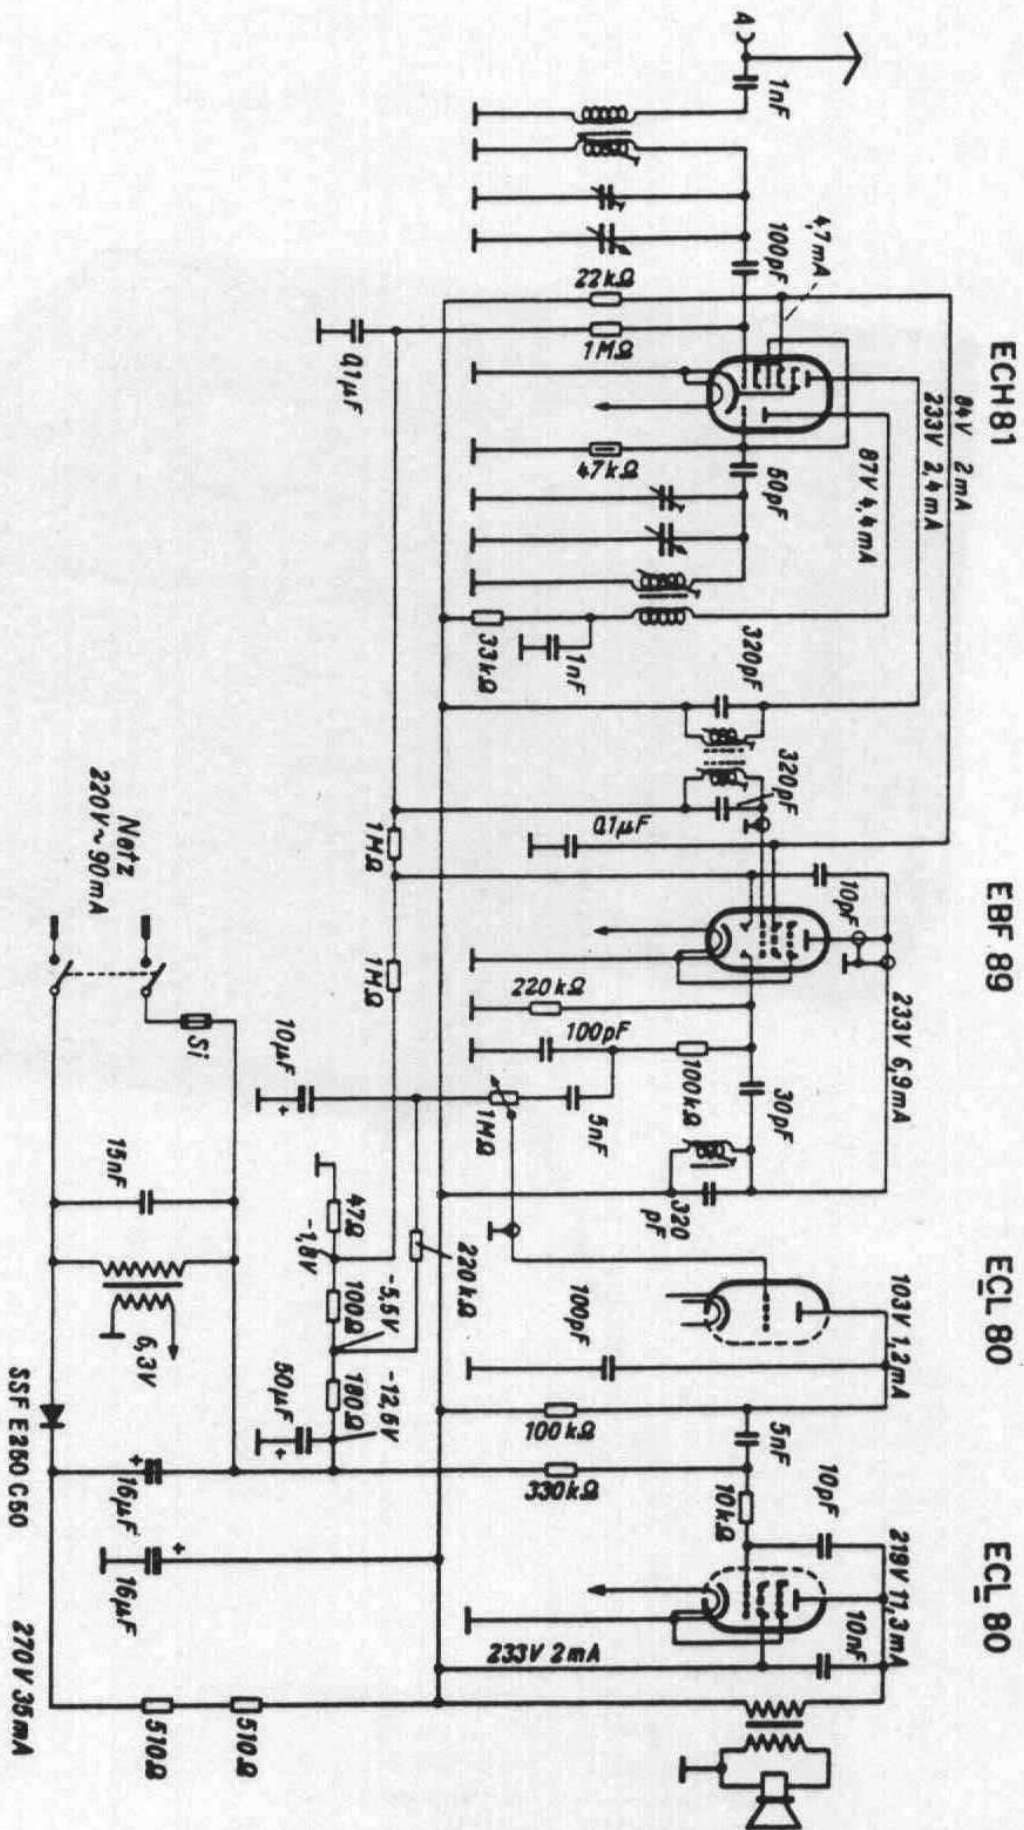 ECH 81
EBF 89
ECL 80
ECL 80
A
1nF
100pF
4,7mA
84V 2mA
233V 2,4mA
87V 4,4mA
22kΩ
1MΩ
0,1µF
47kΩ
50pF
33kΩ
1nF
320pF
320pF
0,1µF
1MΩ
1MΩ
10pF
233V 6,9mA
220kΩ
100pF
100kΩ
30pF
5nF
1MΩ
10µF
320
pF
220kΩ
47Ω
-1,8V
100Ω
-5,5V
180Ω
-12,5V
50µF
103V 1,2mA
100pF
100kΩ
5nF
330kΩ
10kΩ
10pF
219V 11,3mA
10nF
233V 2mA
Netz
220V~90mA
Si
15nF
6,3V
SSF E250 C50
16µF
16µF
510Ω
510Ω
270V 35mA